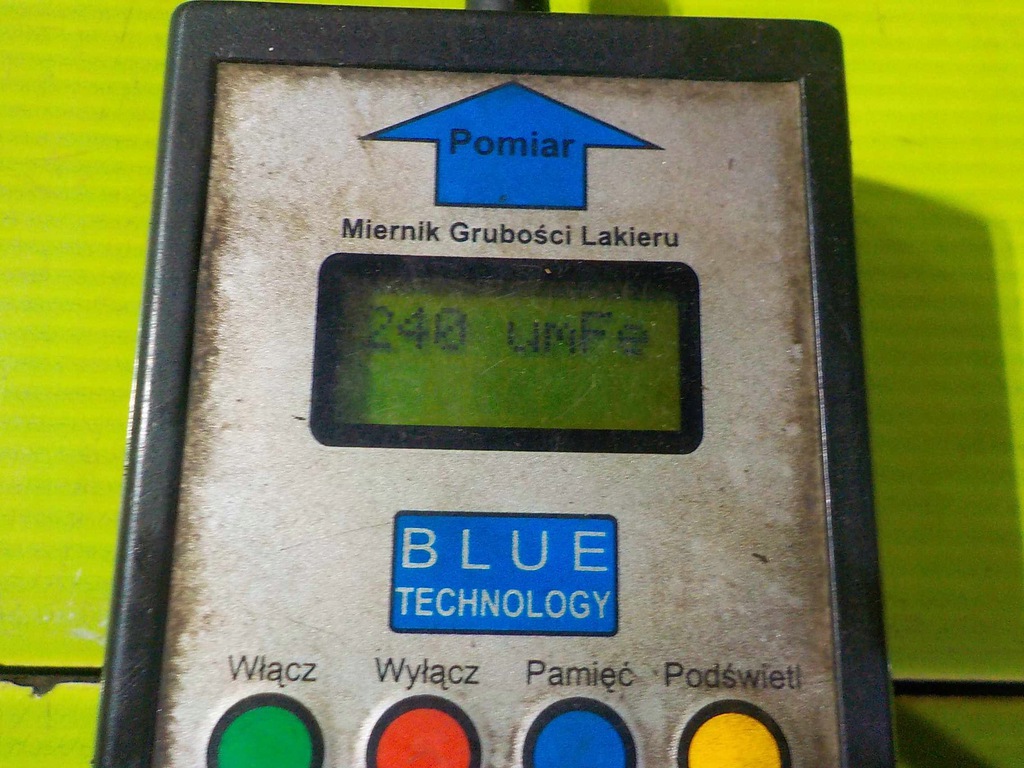 Pomiar
Miernik Grubości Lakieru
240 umFe
BLUE
TECHNOLOGY
Włącz Wyłącz Pamięć Podświetl